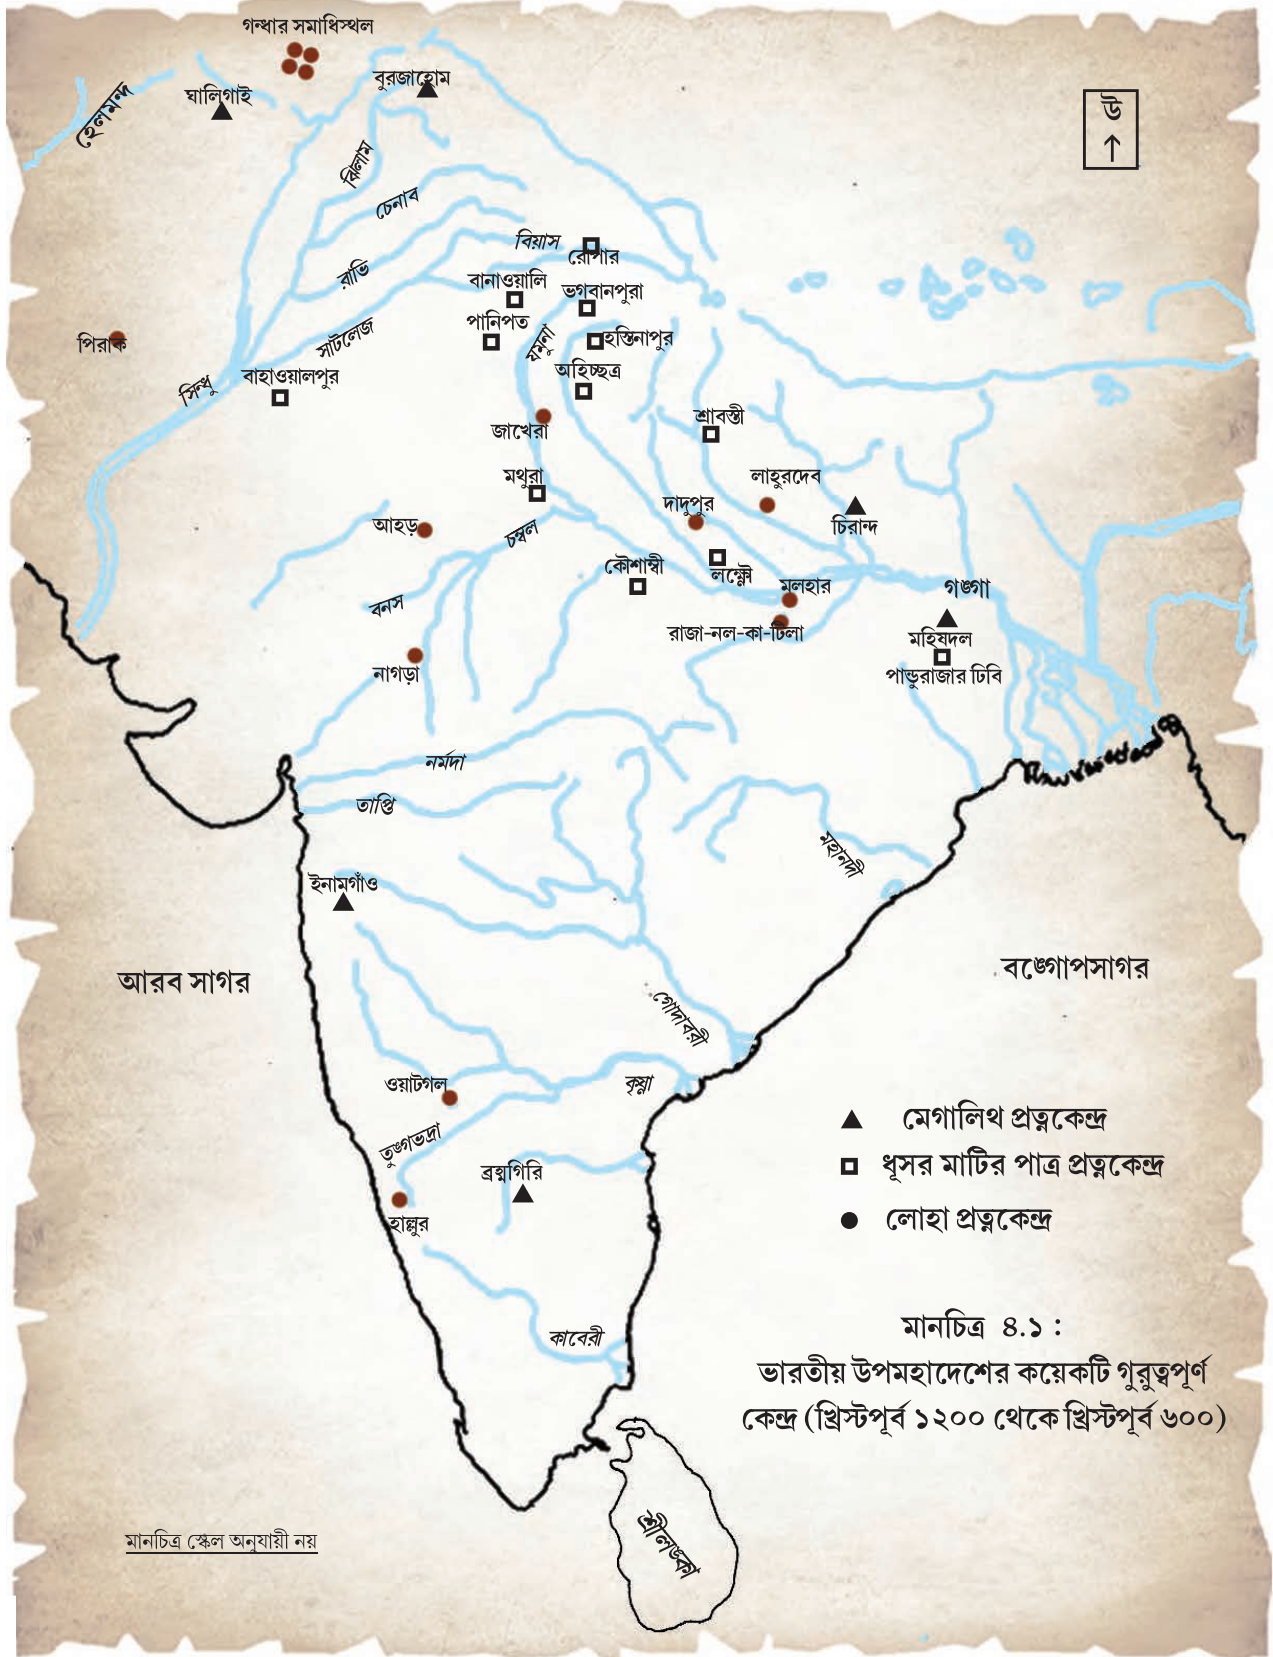 গন্ধার সমাধিস্থল
বুরজাহোম
ঘালিগাই
হেলমন্দ
উ
ঝিলাম
চেনাব
বিয়াস
রোপার
রাভি
বানাওয়ালি
ভগবানপুরা
পানিপত
হস্তিনাপুর
যমুনা
সাটলেজ
পিরাক
অহিচ্ছত্র
বাহাওয়ালপুর
সিন্ধু
শ্রাবস্তী
জাখেরা
মথুরা
লাহুরদেব
দাদুপুর
আহড়
চিরান্দ
চম্বল
কৌশাম্বী
লক্ষ্ণৌ
মলহার
গঙ্গা
বনস
রাজা-নল-কা-টিলা
মহিষদল
নাগড়া
পান্ডুরাজার ঢিবি
নর্মদা
তাপ্তি
মহানদী
ইনামগাঁও
আরব সাগর
বঙ্গোপসাগর
গোদাবরী
ওয়াটগল
কৃষ্ণা
তুঙ্গভদ্রা
ব্রহ্মগিরি
হাল্লুর
কাবেরী
মেগালিথ প্রত্নকেন্দ্র
ধূসর মাটির পাত্র প্রত্নকেন্দ্র
লোহা প্রত্নকেন্দ্র
মানচিত্র ৪.১ :
ভারতীয় উপমহাদেশের কয়েকটি গুরুত্বপূর্ণ
কেন্দ্র (খ্রিস্টপূর্ব ১২০০ থেকে খ্রিস্টপূর্ব ৬০০)
শ্রীলঙ্কা
মানচিত্র স্কেল অনুযায়ী নয়